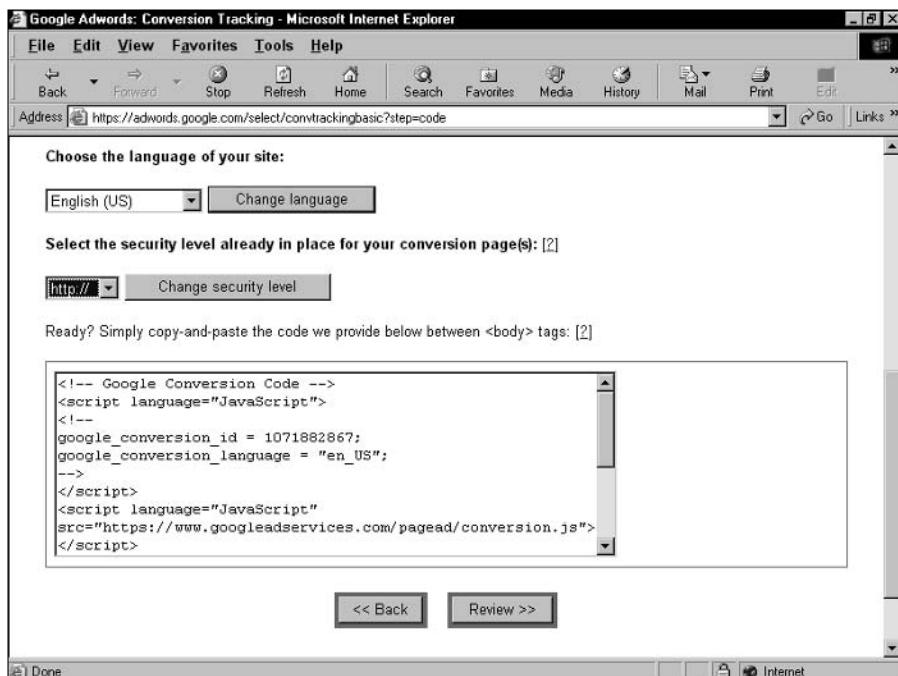 Google Adwords: Conversion Tracking - Microsoft Internet Explorer
File Edit View Favorites Tools Help
Back Forward Stop Refresh Home Search Favorites Media History Mail Print Edit
Address https://adwords.google.com/select/convtrackingbasic?step=code Go Links
Choose the language of your site:
English (US) Change language
Select the security level already in place for your conversion page(s): [?]
http:// Change security level
Ready? Simply copy-and-paste the code we provide below between <body> tags: [?]
<!-- Google Conversion Code -->
<script language="JavaScript">
<!--
google_conversion_id = 1071882867;
google_conversion_language = "en_US";
-->
</script>
<script language="JavaScript"
src="https://www.googleadservices.com/pagead/conversion.js">
</script>
<< Back Review >>
Done Internet